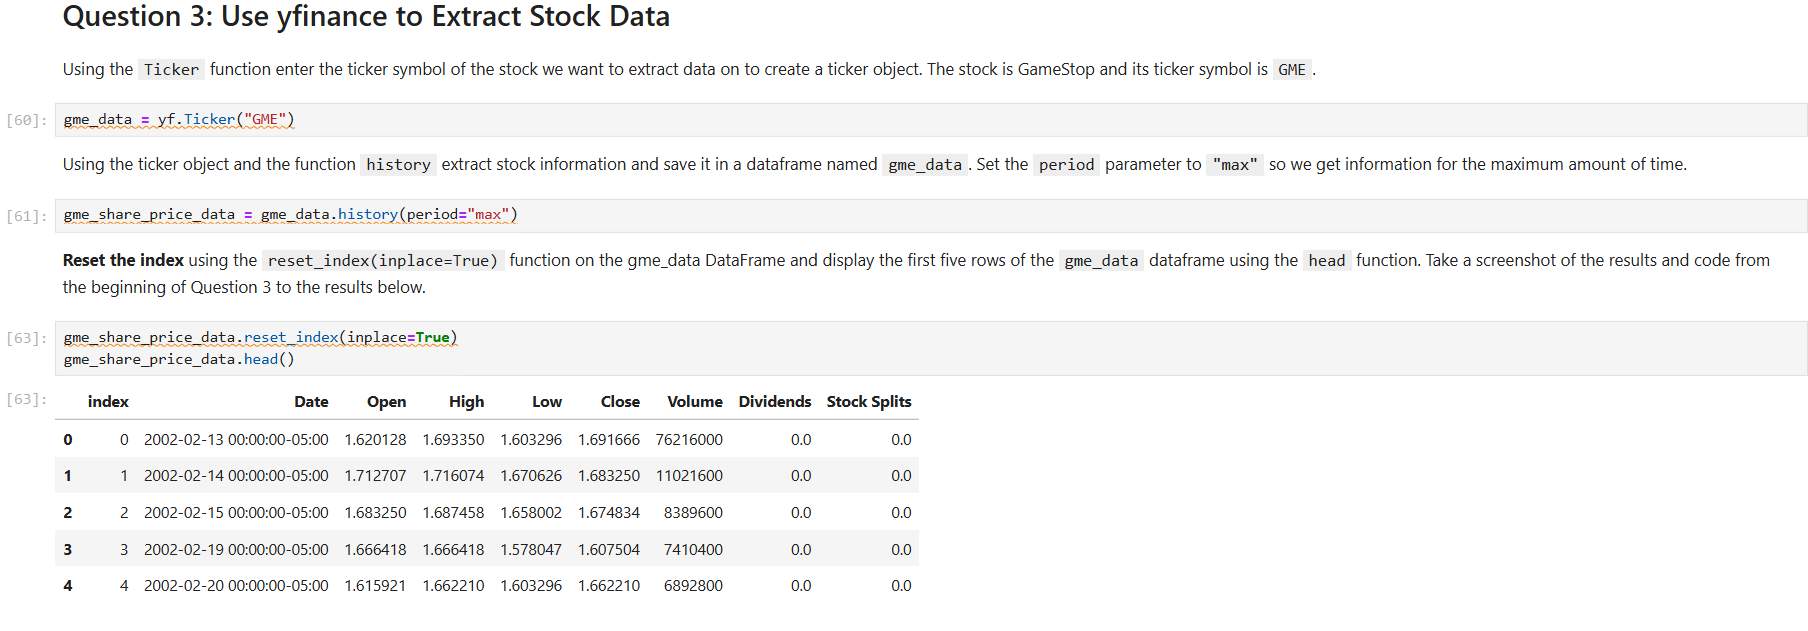 Question 3: Use yfinance to Extract Stock Data
Using the Ticker function enter the ticker symbol of the stock we want to extract data on to create a ticker object. The stock is GameStop and its ticker symbol is GME .
[60]: gme_data = yf.Ticker("GME")
Using the ticker object and the function history extract stock information and save it in a dataframe named gme_data . Set the period parameter to "max" so we get information for the maximum amount of time.
[61]: gme_share_price_data = gme_data.history(period="max")
Reset the index using the reset_index(inplace=True) function on the gme_data DataFrame and display the first five rows of the gme_data dataframe using the head function. Take a screenshot of the results and code from
the beginning of Question 3 to the results below.
[63]: gme_share_price_data.reset_index(inplace=True)
gme_share_price_data.head()
[63]: index Date Open High Low Close Volume Dividends Stock Splits
0 0 2002-02-13 00:00:00-05:00 1.620128 1.693350 1.603296 1.691666 76216000 0.0 0.0
1 1 2002-02-14 00:00:00-05:00 1.712707 1.716074 1.670626 1.683250 11021600 0.0 0.0
2 2 2002-02-15 00:00:00-05:00 1.683250 1.687458 1.658002 1.674834 8389600 0.0 0.0
3 3 2002-02-19 00:00:00-05:00 1.666418 1.666418 1.578047 1.607504 7410400 0.0 0.0
4 4 2002-02-20 00:00:00-05:00 1.615921 1.662210 1.603296 1.662210 6892800 0.0 0.0